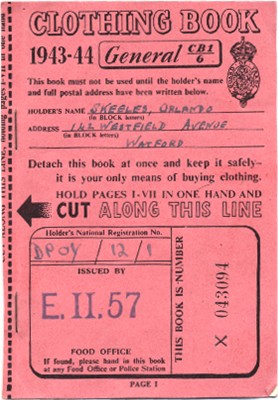 CLOTHING BOOK
1943-44 General CB1/6
This book must not be used until the holder's name
and full postal address have been written below.
HOLDER'S NAME SKEELES, ORLANDO
(in BLOCK letters)
ADDRESS 142 WESTFIELD AVENUE
(in BLOCK letters)
WATFORD
Detach this book at once and keep it safely—
it is your only means of buying clothing.
HOLD PAGES I-VII IN ONE HAND AND
CUT ALONG THIS LINE
Holder's National Registration No.
DPOY / 12 / 1
ISSUED BY
E.II.57
FOOD OFFICE
If found, please hand in this book
at any Food Office or Police Station
THIS BOOK IS NUMBER
X 043094
PAGE I